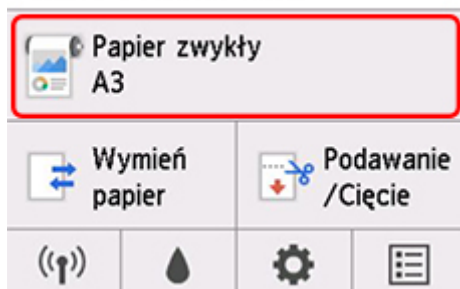 Papier zwykły
A3
Wymień
papier
Podawanie
/Cięcie